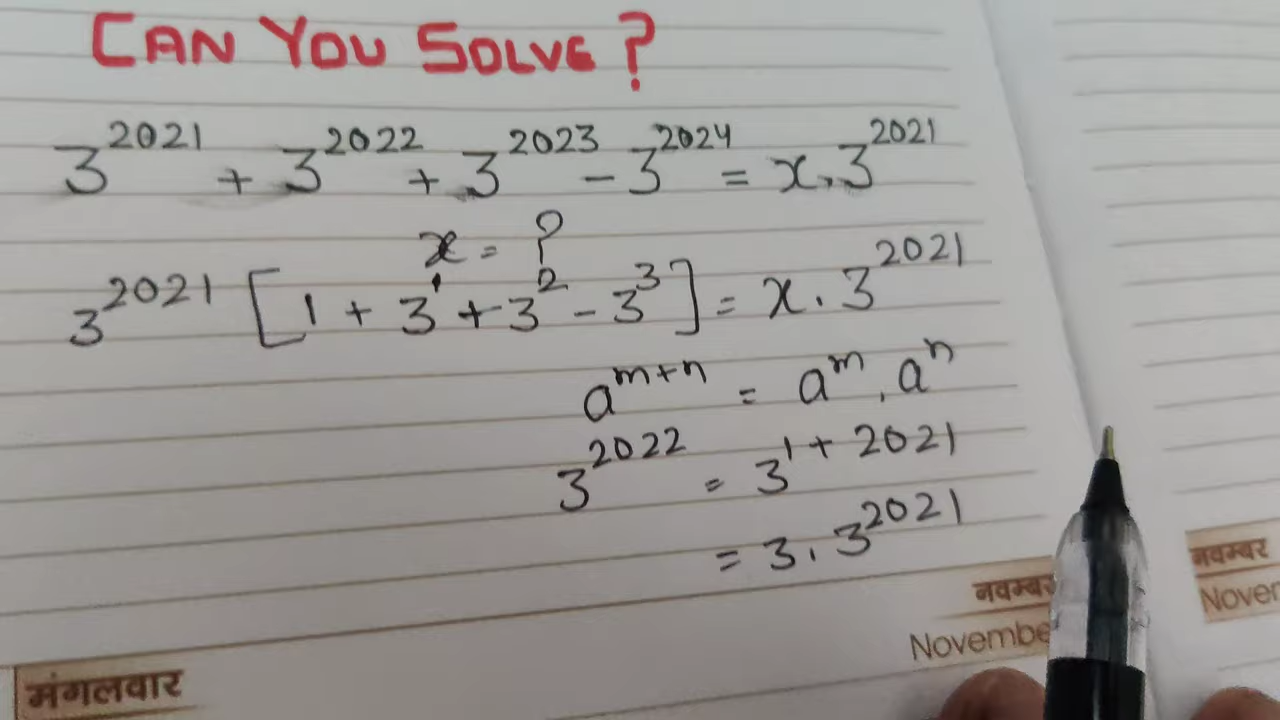 CAN YOU SOLVE?
3^2021 + 3^2022 + 3^2023 - 3^2024 = x.3^2021
x = ?
3^2021 [1 + 3^1 + 3^2 - 3^3] = x.3^2021
a^m+n = a^m.a^n
3^2022 = 3^1+2021
= 3.3^2021
नवम्बर
Novembe
मंगलवार
नवम्बर
Nover